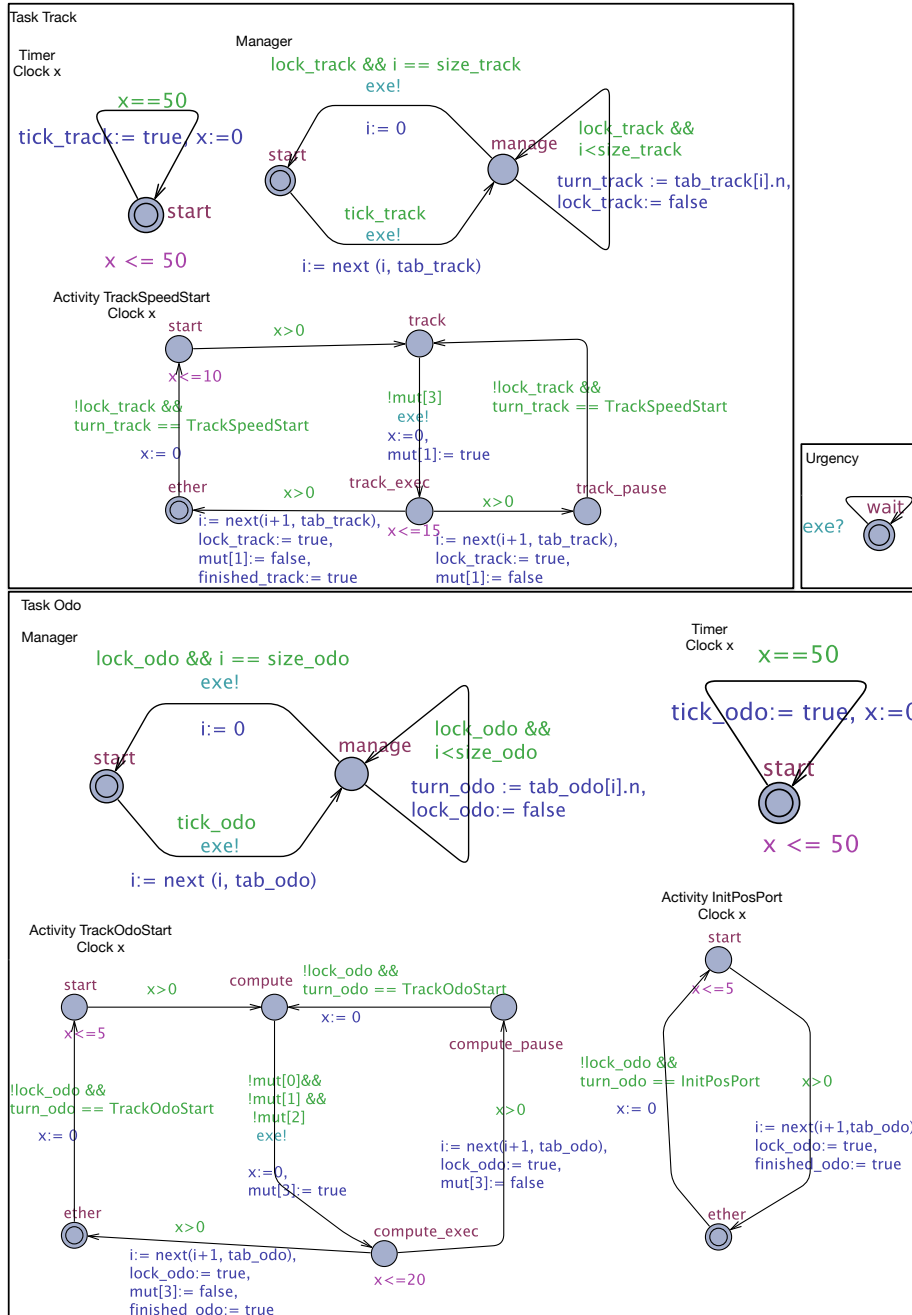 Task Track
Timer
Clock x
x==50
tick_track:= true, x:=0
start
x <= 50
Manager
lock_track && i == size_track
exe!
i:= 0
start
manage
lock_track &&
i<size_track
turn_track := tab_track[i].n,
lock_track:= false
tick_track
exe!
i:= next (i, tab_track)
Activity TrackSpeedStart
Clock x
start
x>0
track
x<=10
!lock_track &&
turn_track == TrackSpeedStart
x:= 0
!mut[3]
exe!
x:=0,
mut[1]:= true
!lock_track &&
turn_track == TrackSpeedStart
ether
x>0
track_exec
x>0
track_pause
x<=15
i:= next(i+1, tab_track),
lock_track:= true,
mut[1]:= false,
finished_track:= true
i:= next(i+1, tab_track),
lock_track:= true,
mut[1]:= false
Urgency
wait
exe?
Task Odo
Manager
lock_odo && i == size_odo
exe!
i:= 0
start
manage
lock_odo &&
i<size_odo
turn_odo := tab_odo[i].n,
lock_odo:= false
tick_odo
exe!
i:= next (i, tab_odo)
Timer
Clock x
x==50
tick_odo:= true, x:=0
start
x <= 50
Activity TrackOdoStart
Clock x
start
x>0
compute
!lock_odo &&
turn_odo == TrackOdoStart
x:= 0
compute_pause
x<=5
!lock_odo &&
turn_odo == TrackOdoStart
x:= 0
!mut[0]&&
!mut[1] &&
!mut[2]
exe!
x:=0,
mut[3]:= true
x>0
i:= next(i+1, tab_odo),
lock_odo:= true,
mut[3]:= false
ether
x>0
compute_exec
x<=20
i:= next(i+1, tab_odo),
lock_odo:= true,
mut[3]:= false,
finished_odo:= true
Activity InitPosPort
Clock x
start
x<=5
!lock_odo &&
turn_odo == InitPosPort
x:= 0
x>0
i:= next(i+1,tab_odo)
lock_odo:= true,
finished_odo:= true
ether